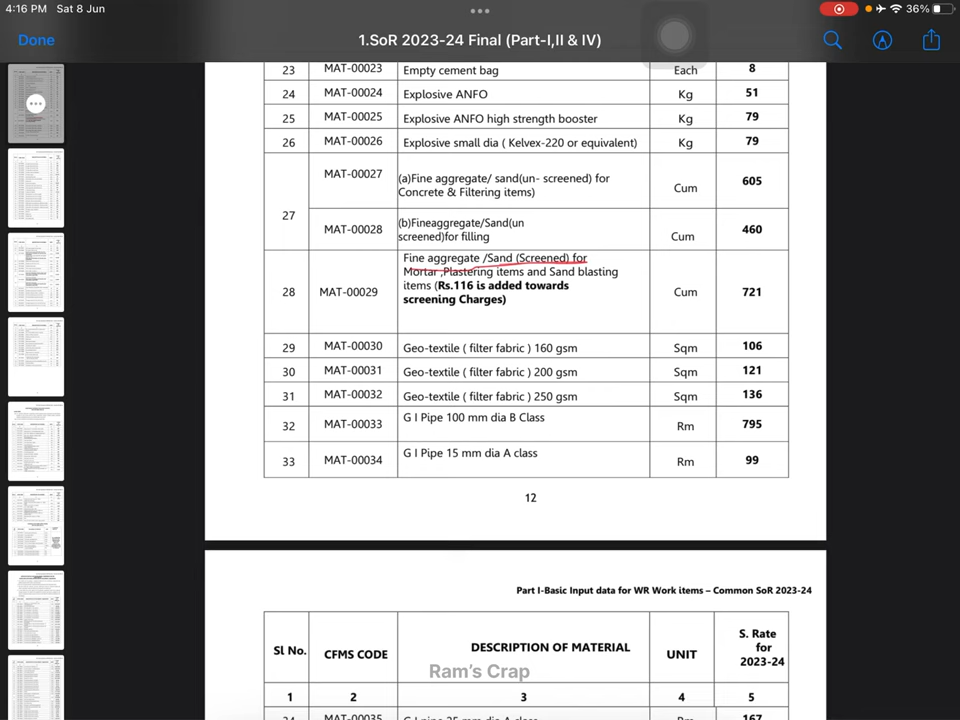 4:16 PM Sat 8 Jun
36%
Done
1.SoR 2023-24 Final (Part-I,II & IV)
23 MAT-00023 Empty cement bag Each 8
24 MAT-00024 Explosive ANFO Kg 51
25 MAT-00025 Explosive ANFO high strength booster Kg 79
26 MAT-00026 Explosive small dia ( Kelvex-220 or equivalent) Kg 79
27 MAT-00027 (a)Fine aggregate/ sand(un- screened) for
Concrete & Filtering items) Cum 605
MAT-00028 (b)Fineaggregate/Sand(un
screened)for filling Cum 460
Fine aggregate /Sand (Screened) for
Mortar ,Plastering items and Sand blasting
28 MAT-00029 items (Rs.116 is added towards Cum 721
screening Charges)
29 MAT-00030 Geo-textile ( filter fabric ) 160 gsm Sqm 106
30 MAT-00031 Geo-textile ( filter fabric ) 200 gsm Sqm 121
31 MAT-00032 Geo-textile ( filter fabric ) 250 gsm Sqm 136
32 MAT-00033 G I Pipe 100 mm dia B Class Rm 795
33 MAT-00034 G I Pipe 15 mm dia A class Rm 99
12
Part I-Basic Input data for WR Work items – Common SoR 2023-24
Sl No. CFMS CODE DESCRIPTION OF MATERIAL UNIT S. Rate
for
2023-24
Ram's Crap
1 2 3 4 5
MAT-00035 Rm 167